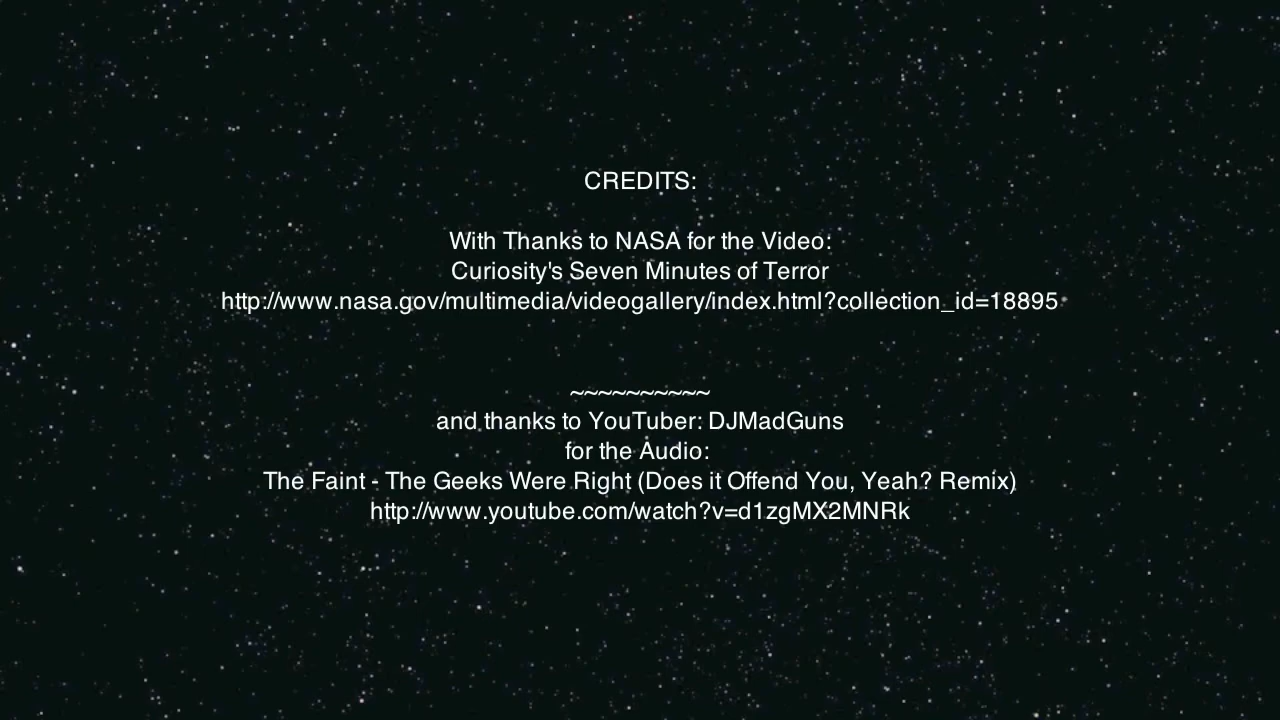 CREDITS:
With Thanks to NASA for the Video:
Curiosity's Seven Minutes of Terror
http://www.nasa.gov/multimedia/videogallery/index.html?collection_id=18895
~~~~~~~~~~
and thanks to YouTuber: DJMadGuns
for the Audio:
The Faint - The Geeks Were Right (Does it Offend You, Yeah? Remix)
http://www.youtube.com/watch?v=d1zgMX2MNRk